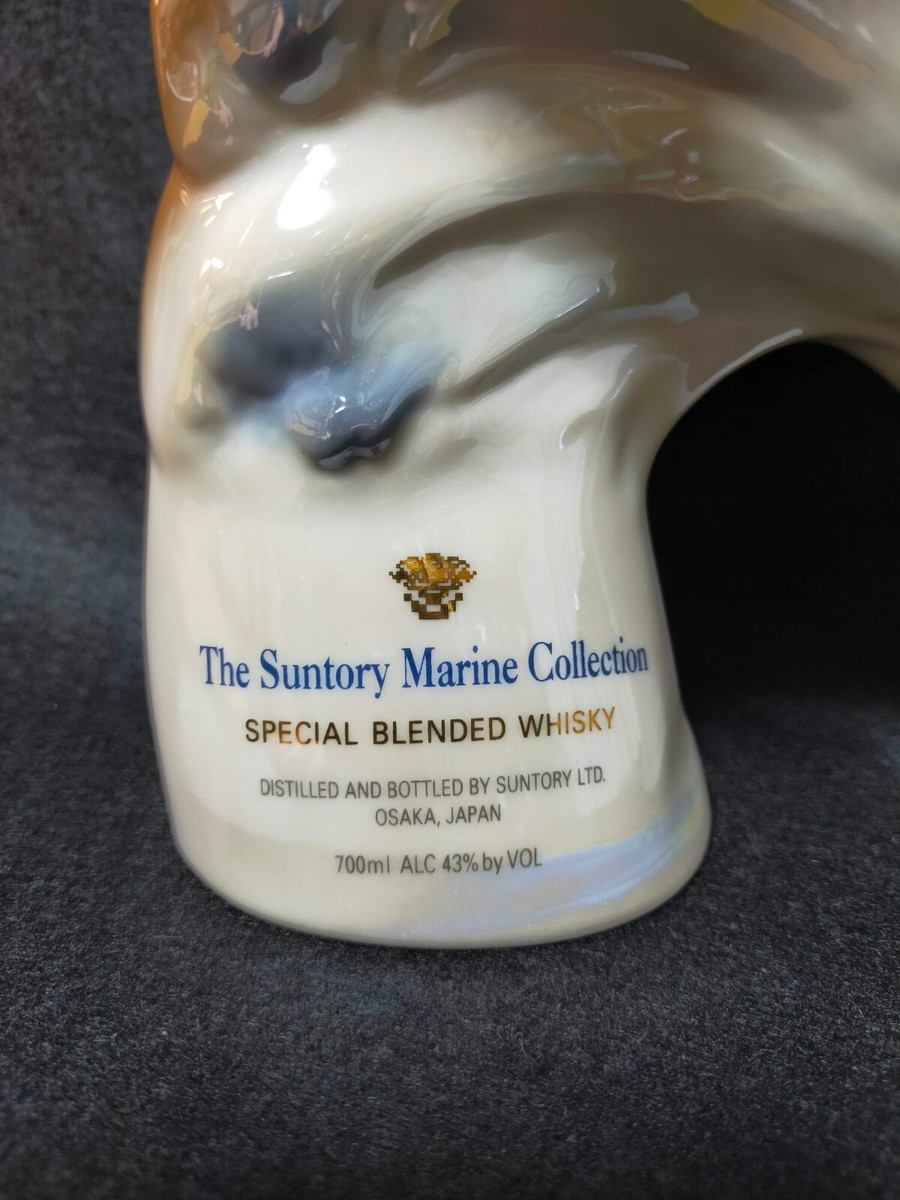 The Suntory Marine Collection
SPECIAL BLENDED WHISKY
DISTILLED AND BOTTLED BY SUNTORY LTD.
OSAKA, JAPAN
700ml ALC 43% by VOL